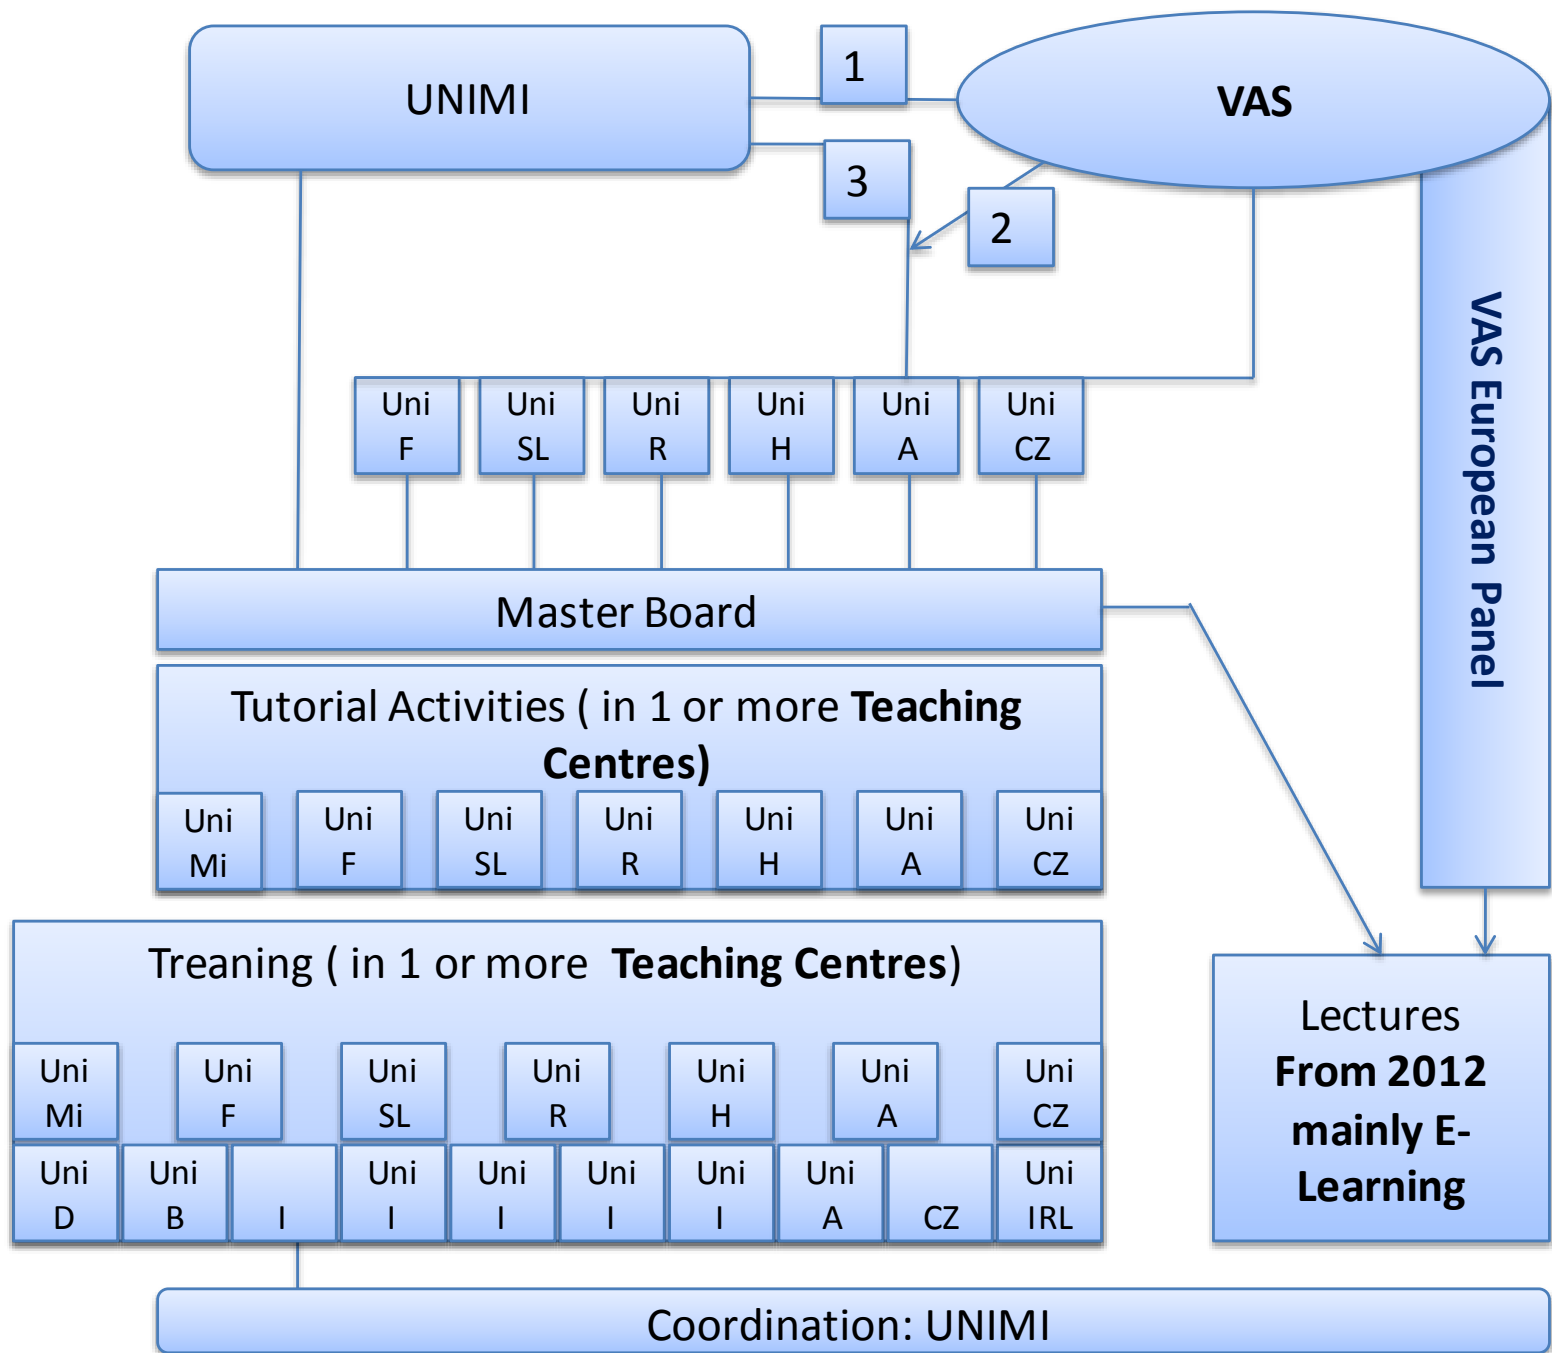 UNIMI
1
VAS
3
2
VAS European Panel
Uni
F
Uni
SL
Uni
R
Uni
H
Uni
A
Uni
CZ
Master Board
Tutorial Activities ( in 1 or more Teaching
Centres)
Uni
Mi
Uni
F
Uni
SL
Uni
R
Uni
H
Uni
A
Uni
CZ
Treaning ( in 1 or more Teaching Centres)
Uni
Mi
Uni
F
Uni
SL
Uni
R
Uni
H
Uni
A
Uni
CZ
Uni
D
Uni
B
I
Uni
I
Uni
I
Uni
I
Uni
I
Uni
A
CZ
Uni
IRL
Lectures
From 2012
mainly E-
Learning
Coordination: UNIMI